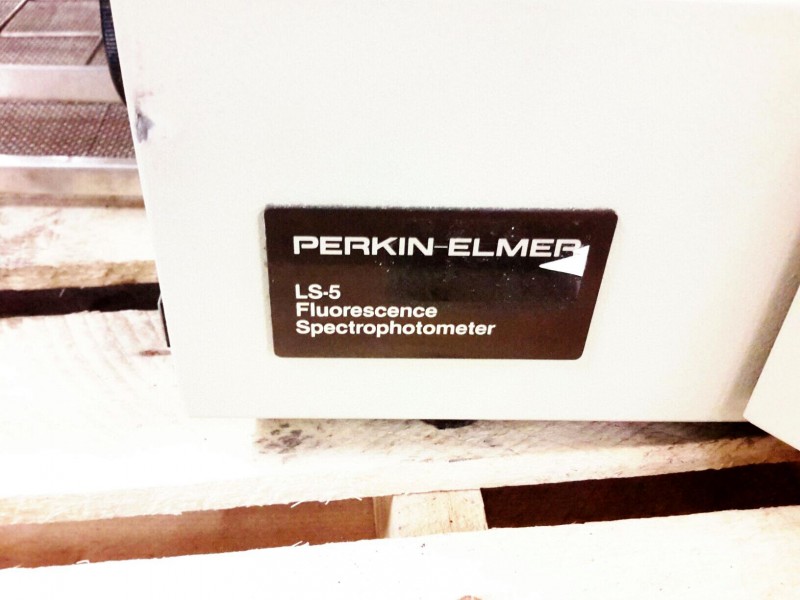 PERKIN-ELMER
LS-5
Fluorescence
Spectrophotometer